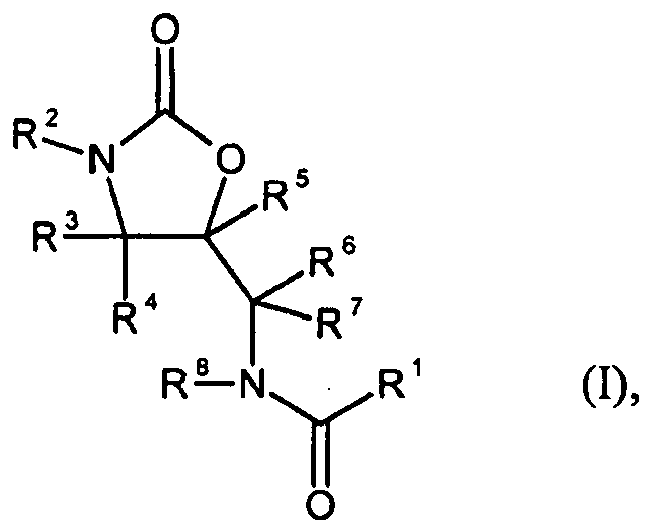 O
R² N O
R⁵
R³
R⁶
R⁴ R⁷
R⁸ N R¹
(I),
O